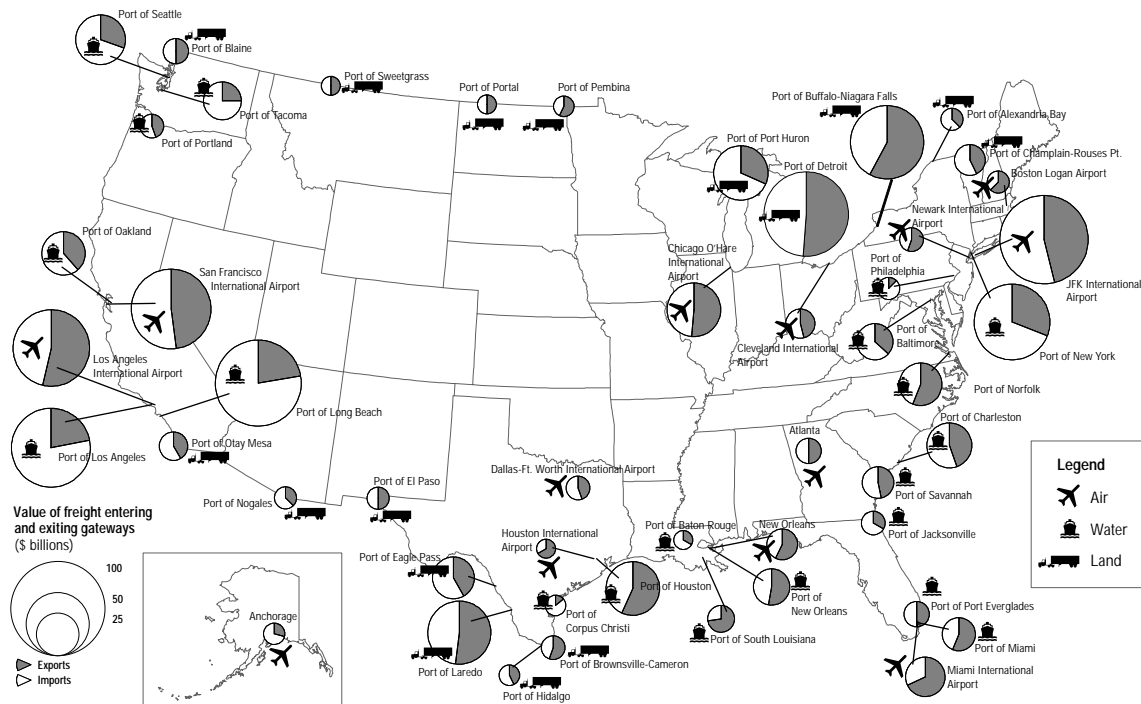 Port of Seattle
Port of Blaine
Port of Tacoma
Port of Portland
Port of Sweetgrass
Port of Portal
Port of Pembina
Port of Buffalo-Niagara Falls
Port of Alexandria Bay
Port of Port Huron
Port of Detroit
Port of Champlain-Rouses Pt.
Boston Logan Airport
Newark International
Airport
Port of Oakland
San Francisco
International Airport
Chicago O'Hare
International
Airport
Port of
Philadelphia
JFK International
Airport
Los Angeles
International Airport
Port of Long Beach
Cleveland International
Airport
Port of
Baltimore
Port of New York
Port of Norfolk
Port of Los Angeles
Port of Otay Mesa
Port of Charleston
Atlanta
Port of Nogales
Port of El Paso
Dallas-Ft. Worth International Airport
Port of Savannah
Port of Jacksonville
Houston International
Airport
Port of Baton Rouge
New Orleans
Port of Eagle Pass
Port of Houston
Port of
New Orleans
Port of
Corpus Christi
Port of South Louisiana
Port of Port Everglades
Port of Miami
Port of Laredo
Port of Brownsville-Cameron
Port of Hidalgo
Miami International
Airport
Anchorage
Value of freight entering
and exiting gateways
($ billions)
100
50
25
Exports
Imports
Legend
Air
Water
Land